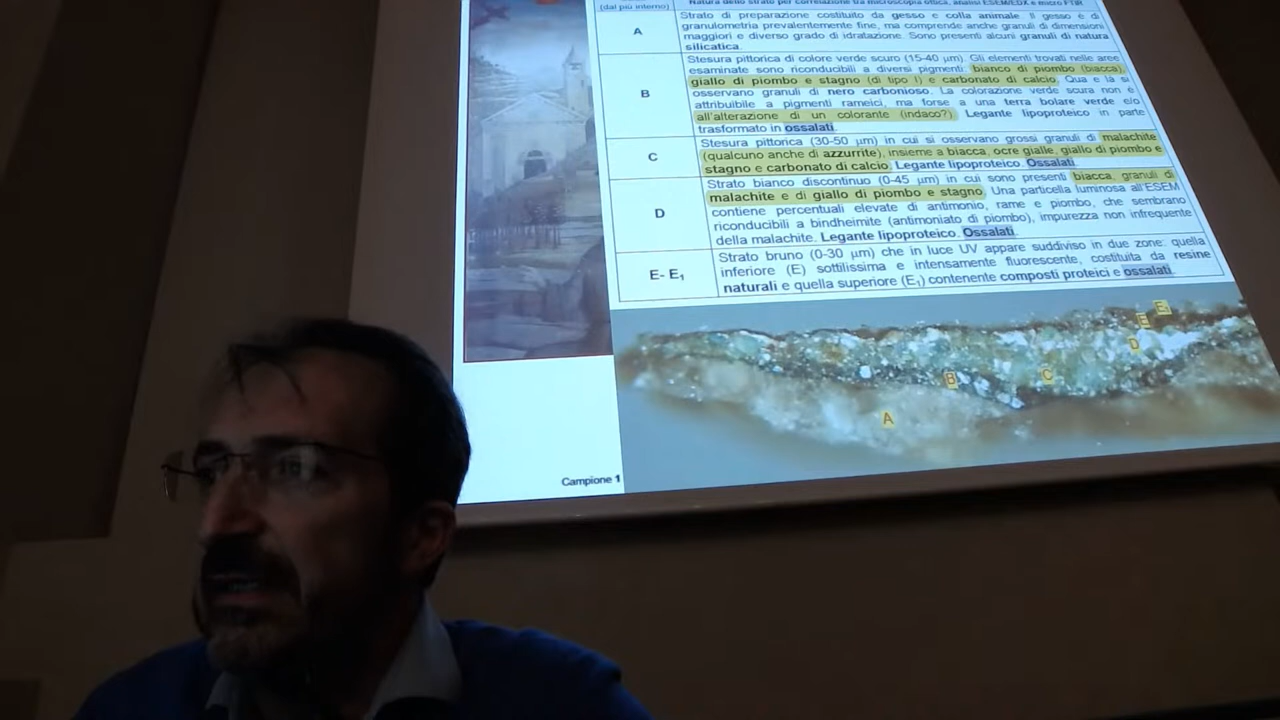 Natura dello strato per correlazione tra microscopia ottica, analisi ESEM/EDX e micro FTIR
(dal più interno)
A
Strato di preparazione costituito da gesso e colla animale. Il gesso è di
granulometria prevalentemente fine, ma comprende anche granuli di dimensioni
maggiori e diverso grado di idratazione. Sono presenti alcuni granuli di natura
silicatica.
B
Stesura pittorica di colore verde scuro (15-40 µm). Gli elementi trovati nelle aree
esaminate sono riconducibili a diversi pigmenti: bianco di piombo (biacca),
giallo di piombo e stagno (di tipo I) e carbonato di calcio. Qua e là si
osservano granuli di nero carbonioso. La colorazione verde scura non è
attribuibile a pigmenti rameici, ma forse a una terra bolare verde e/o
all'alterazione di un colorante (indaco?). Legante lipoproteico in parte
trasformato in ossalati.
C
Stesura pittorica (30-50 µm) in cui si osservano grossi granuli di malachite
(qualcuno anche di azzurrite), insieme a biacca, ocre gialle, giallo di piombo e
stagno e carbonato di calcio. Legante lipoproteico. Ossalati.
D
Strato bianco discontinuo (0-45 µm) in cui sono presenti biacca, granuli di
malachite e di giallo di piombo e stagno. Una particella luminosa all'ESEM
contiene percentuali elevate di antimonio, rame e piombo, che sembrano
riconducibili a bindheimite (antimoniato di piombo), impurezza non infrequente
della malachite. Legante lipoproteico. Ossalati.
E- E₁
Strato bruno (0-30 µm) che in luce UV appare suddiviso in due zone: quella
inferiore (E) sottilissima e intensamente fluorescente, costituita da resine
naturali e quella superiore (E₁) contenente composti proteici e ossalati.
E
E₁
D
C
B
A
Campione 1